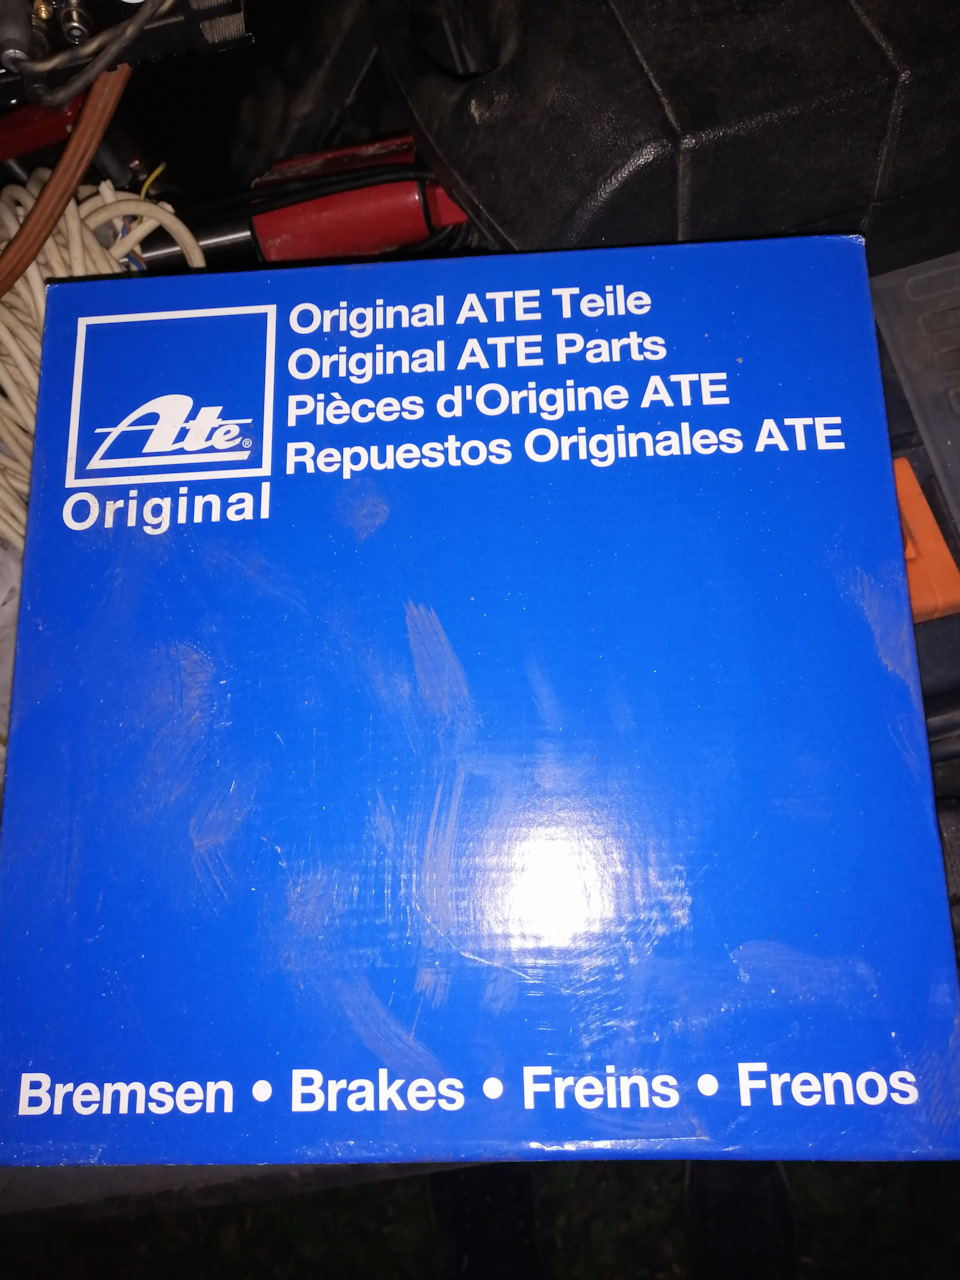 Original ATE Teile
Original ATE Parts
Pièces d'Origine ATE
Repuestos Originales ATE
Ate®
Original
Bremsen • Brakes • Freins • Frenos